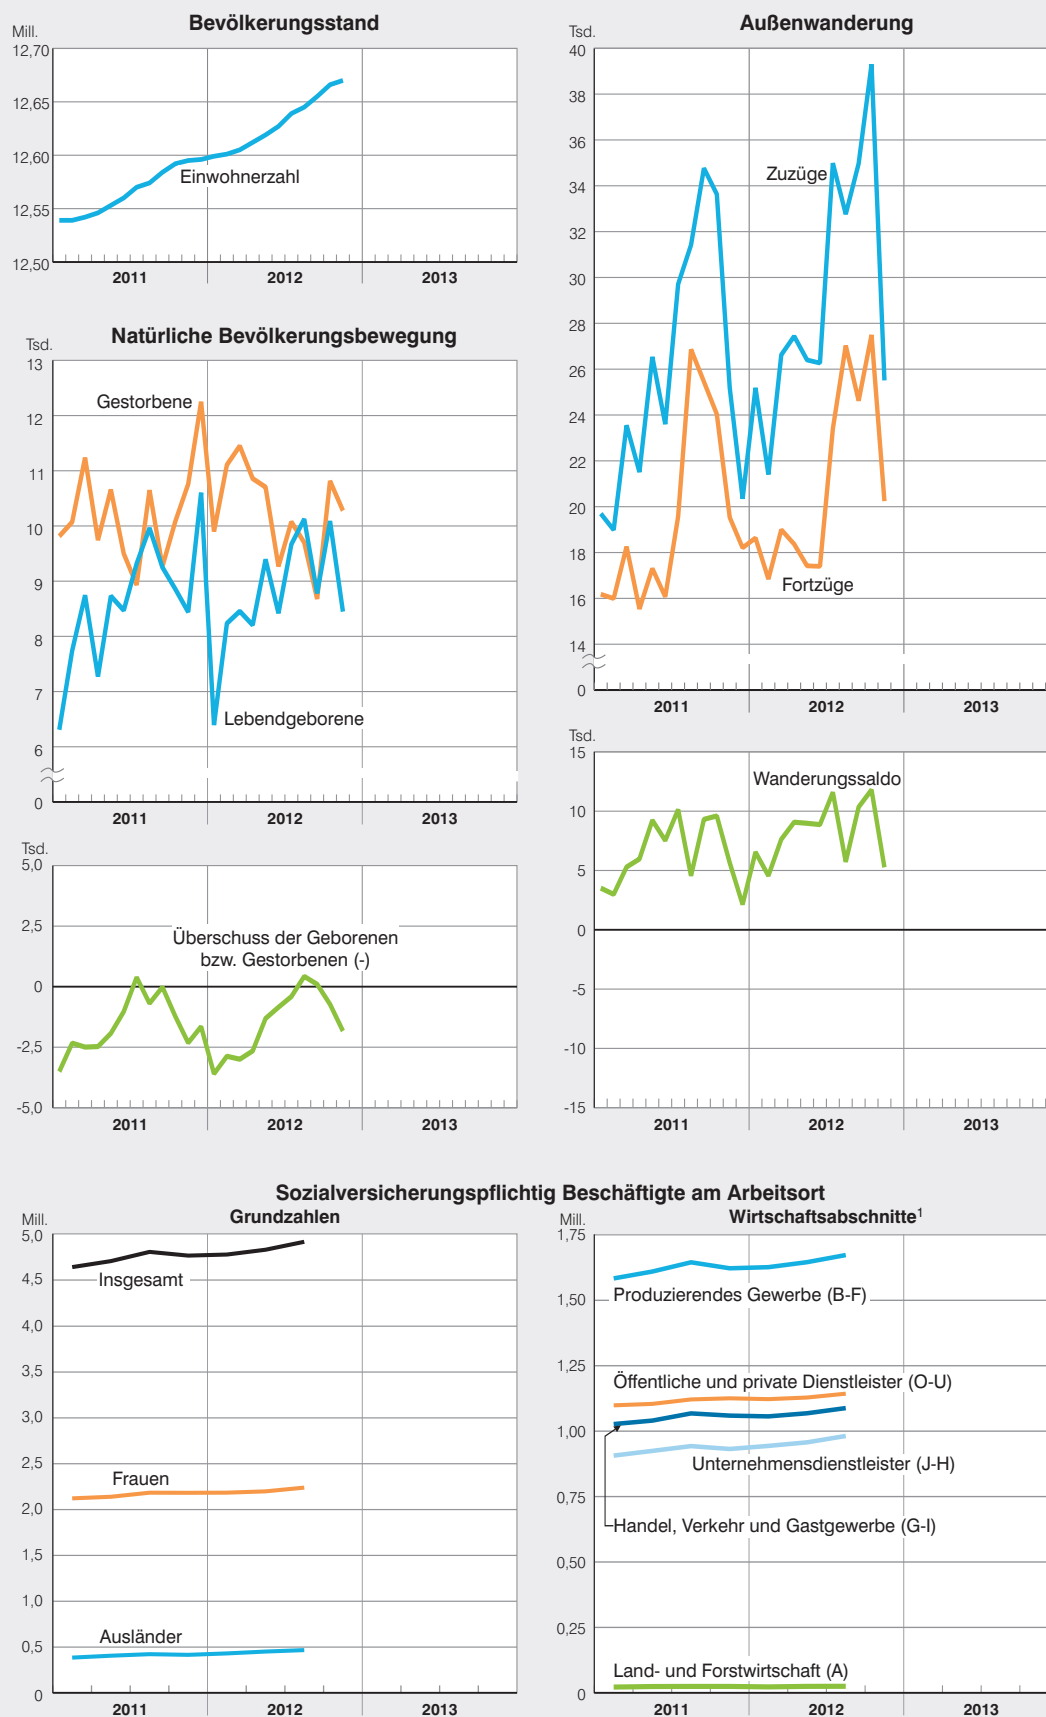 Bevölkerungsstand
Mill.
12,70
12,65
12,60
12,55
12,50
Einwohnerzahl
2011 2012 2013
Natürliche Bevölkerungsbewegung
Tsd.
13
12
11
10
9
8
7
6
0
Gestorbene
Lebendgeborene
2011 2012 2013
Tsd.
5,0
2,5
0
-2,5
-5,0
Überschuss der Geborenen
bzw. Gestorbenen (-)
2011 2012 2013
Außenwanderung
Tsd.
40
38
36
34
32
30
28
26
24
22
20
18
16
14
0
Zuzüge
Fortzüge
2011 2012 2013
Tsd.
15
10
5
0
-5
-10
-15
Wanderungssaldo
2011 2012 2013
Sozialversicherungspflichtig Beschäftigte am Arbeitsort
Grundzahlen
Mill.
5,0
4,5
4,0
3,5
3,0
2,5
2,0
1,5
1,0
0,5
0
Insgesamt
Frauen
Ausländer
2011 2012 2013
Wirtschaftsabschnitte1
Mill.
1,75
1,50
1,25
1,00
0,75
0,50
0,25
0
Produzierendes Gewerbe (B-F)
Öffentliche und private Dienstleister (O-U)
Unternehmensdienstleister (J-H)
Handel, Verkehr und Gastgewerbe (G-I)
Land- und Forstwirtschaft (A)
2011 2012 2013